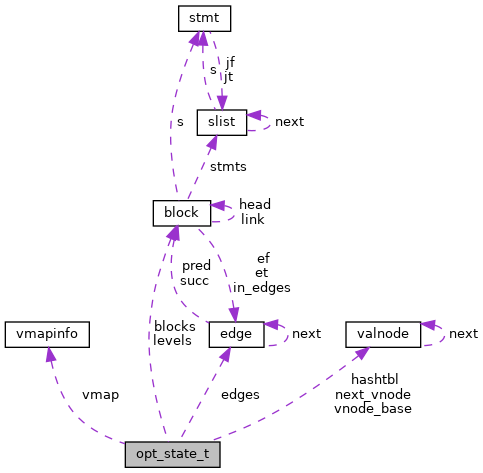 stmt
s
jf
jt
slist
next
s
stmts
block
head
link
pred
succ
ef
et
in_edges
blocks
levels
vmapinfo
edge
next
valnode
next
vmap
edges
hashtbl
next_vnode
vnode_base
opt_state_t